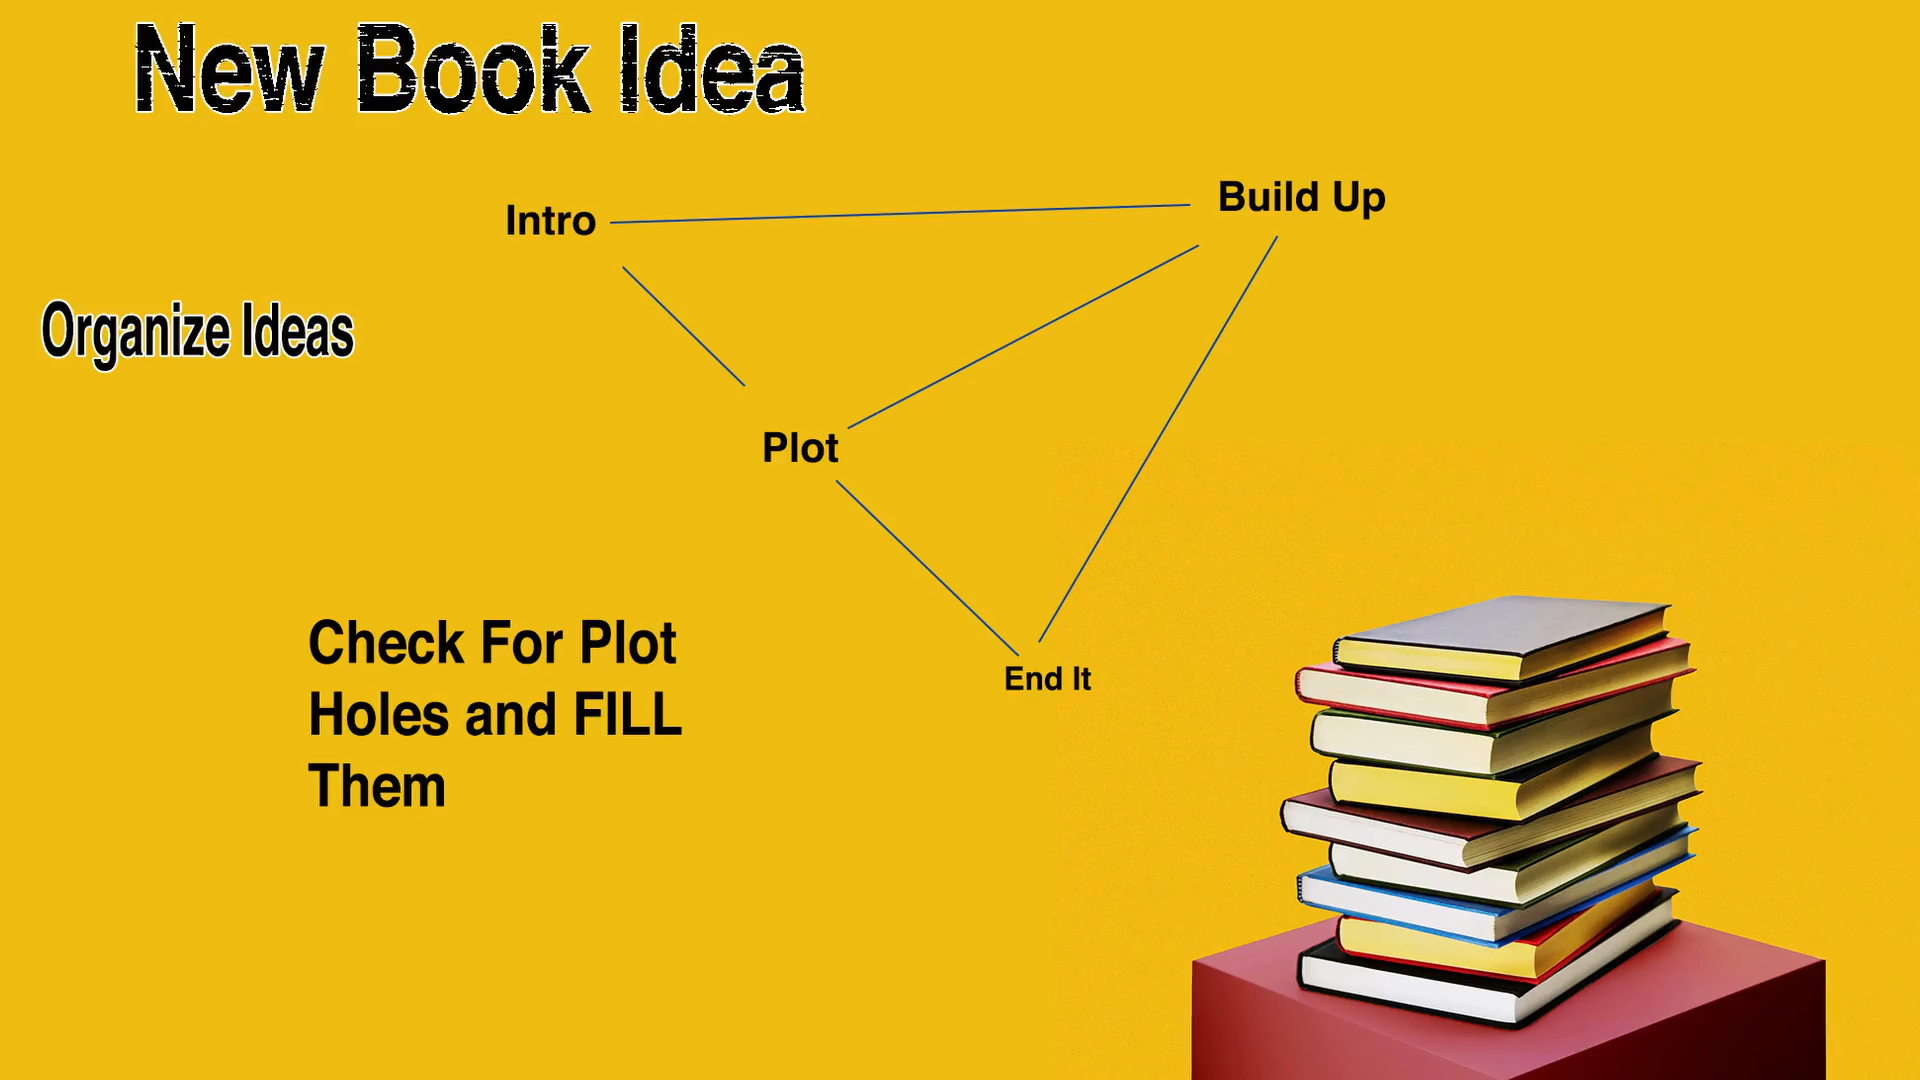 New Book Idea
Intro
Build Up
Organize Ideas
Plot
Check For Plot
Holes and FILL
Them
End It